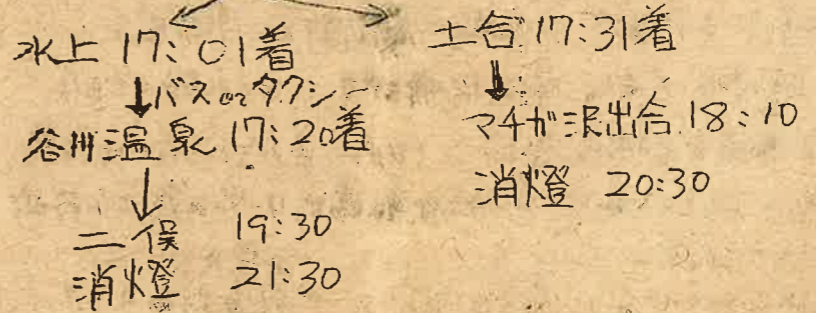 水上 17:01着
↓バス or タクシー
谷川温泉 17:20着
↓
二俣 19:30
消燈 21:30
土合 17:31着
↓
マチガ沢出合 18:10
消燈 20:30